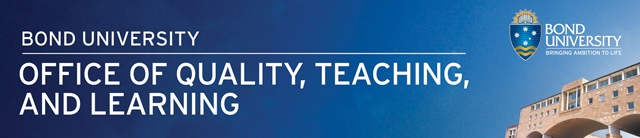 BOND UNIVERSITY
OFFICE OF QUALITY, TEACHING,
AND LEARNING
BOND
UNIVERSITY
BRINGING AMBITION TO LIFE